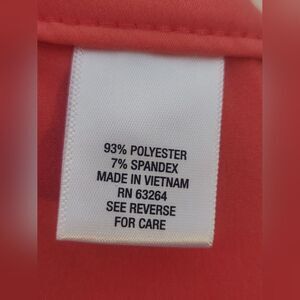 93% POLYESTER
7% SPANDEX
MADE IN VIETNAM
RN 63264
SEE REVERSE
FOR CARE